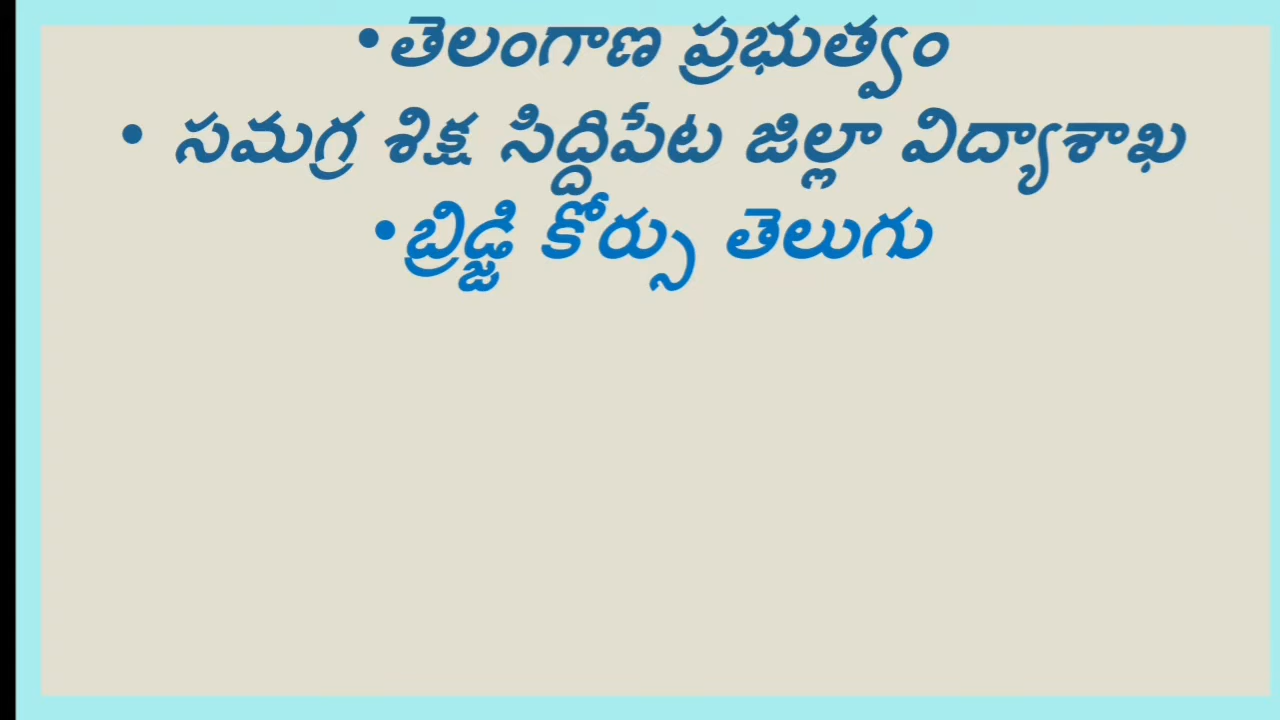 •తెలంగాణ ప్రభుత్వం
• సమగ్ర శిక్ష సిద్దిపేట జిల్లా విద్యాశాఖ
•బ్రిడ్జి కోర్సు తెలుగు